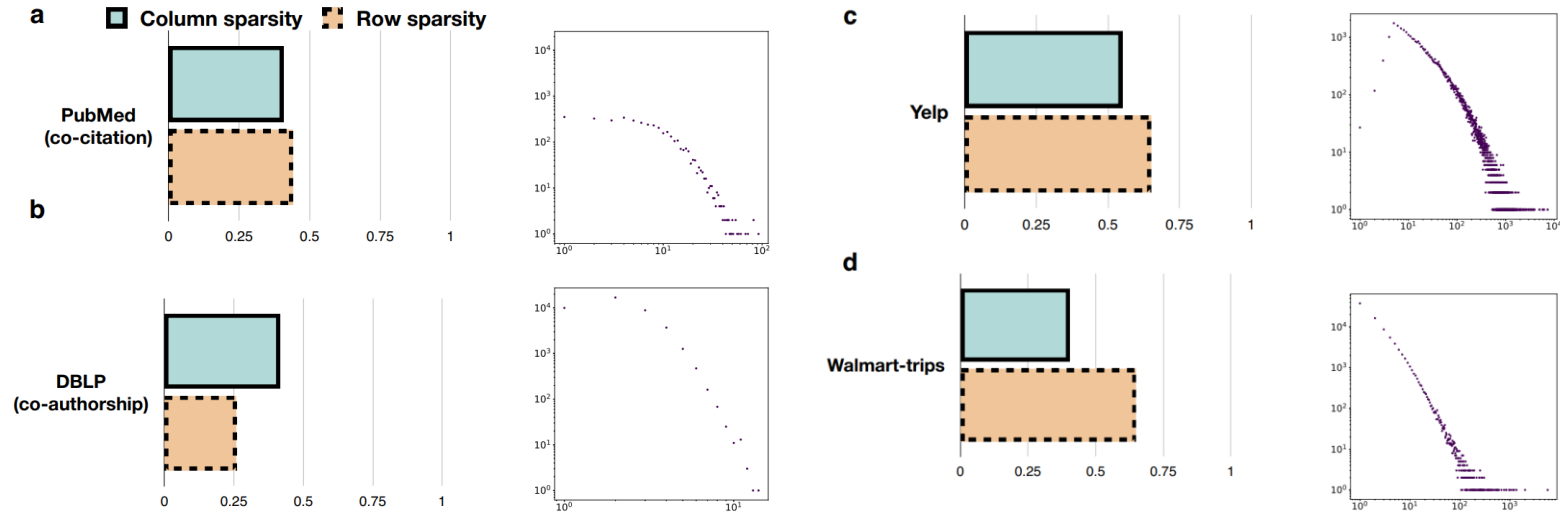 a
Column sparsity
Row sparsity
PubMed
(co-citation)
0 0.25 0.5 0.75 1
10⁴
10³
10²
10¹
10⁰
10⁰ 10¹ 10²
b
DBLP
(co-authorship)
0 0.25 0.5 0.75 1
10⁴
10³
10²
10¹
10⁰
10⁰ 10¹
c
Yelp
0 0.25 0.5 0.75 1
10³
10²
10¹
10⁰
10⁰ 10¹ 10² 10³ 10⁴
d
Walmart-trips
0 0.25 0.5 0.75 1
10⁴
10³
10²
10¹
10⁰
10⁰ 10¹ 10² 10³